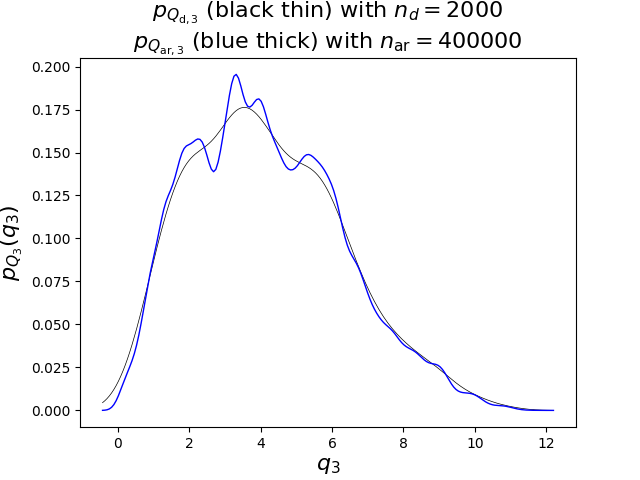 p_{Q_{d,3}} (black thin) with n_d = 2000
p_{Q_{ar,3}} (blue thick) with n_{ar} = 400000
0.200
0.175
0.150
0.125
0.100
0.075
0.050
0.025
0.000
p_{Q_3}(q_3)
0 2 4 6 8 10 12
q_3